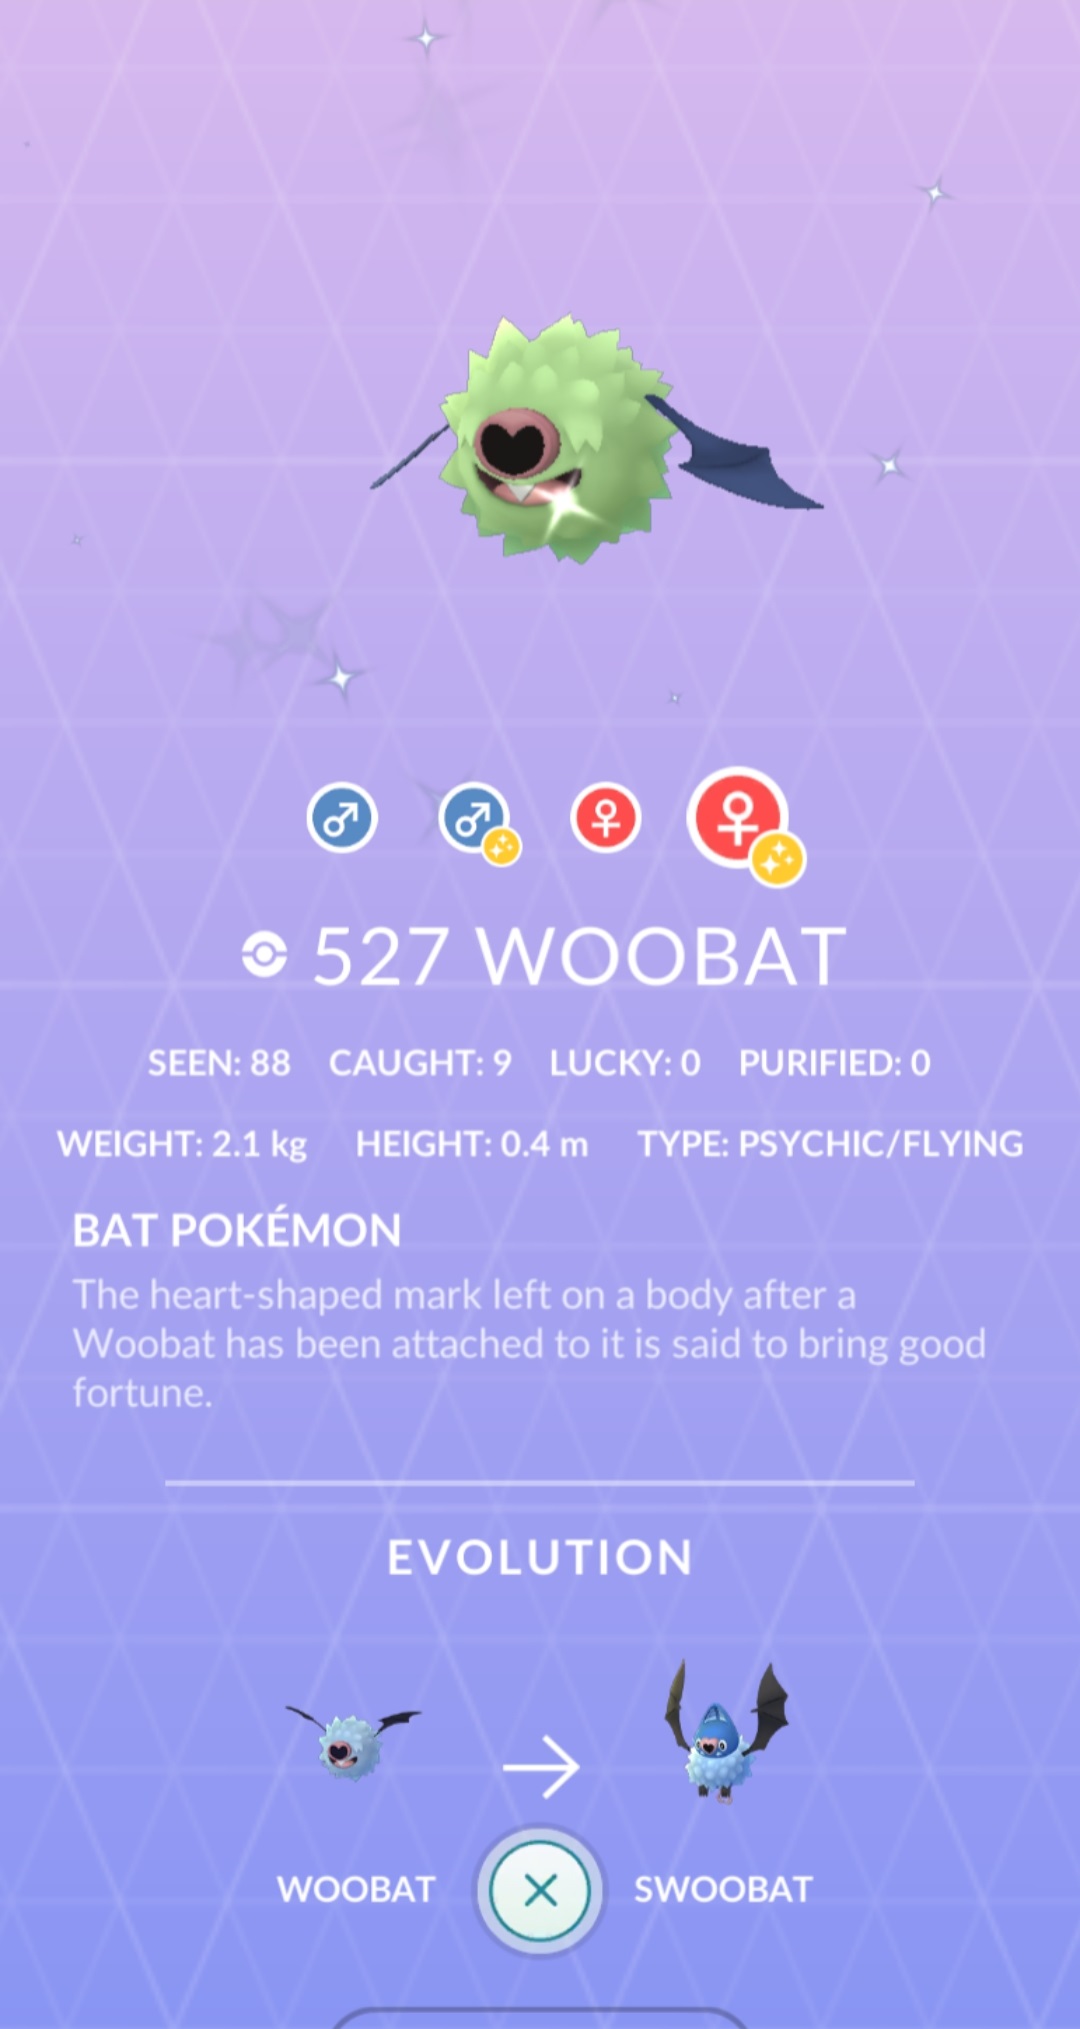 527 WOOBAT
SEEN: 88 CAUGHT: 9 LUCKY: 0 PURIFIED: 0
WEIGHT: 2.1 kg HEIGHT: 0.4 m TYPE: PSYCHIC/FLYING
BAT POKÉMON
The heart-shaped mark left on a body after a
Woobat has been attached to it is said to bring good
fortune.
EVOLUTION
WOOBAT SWOOBAT